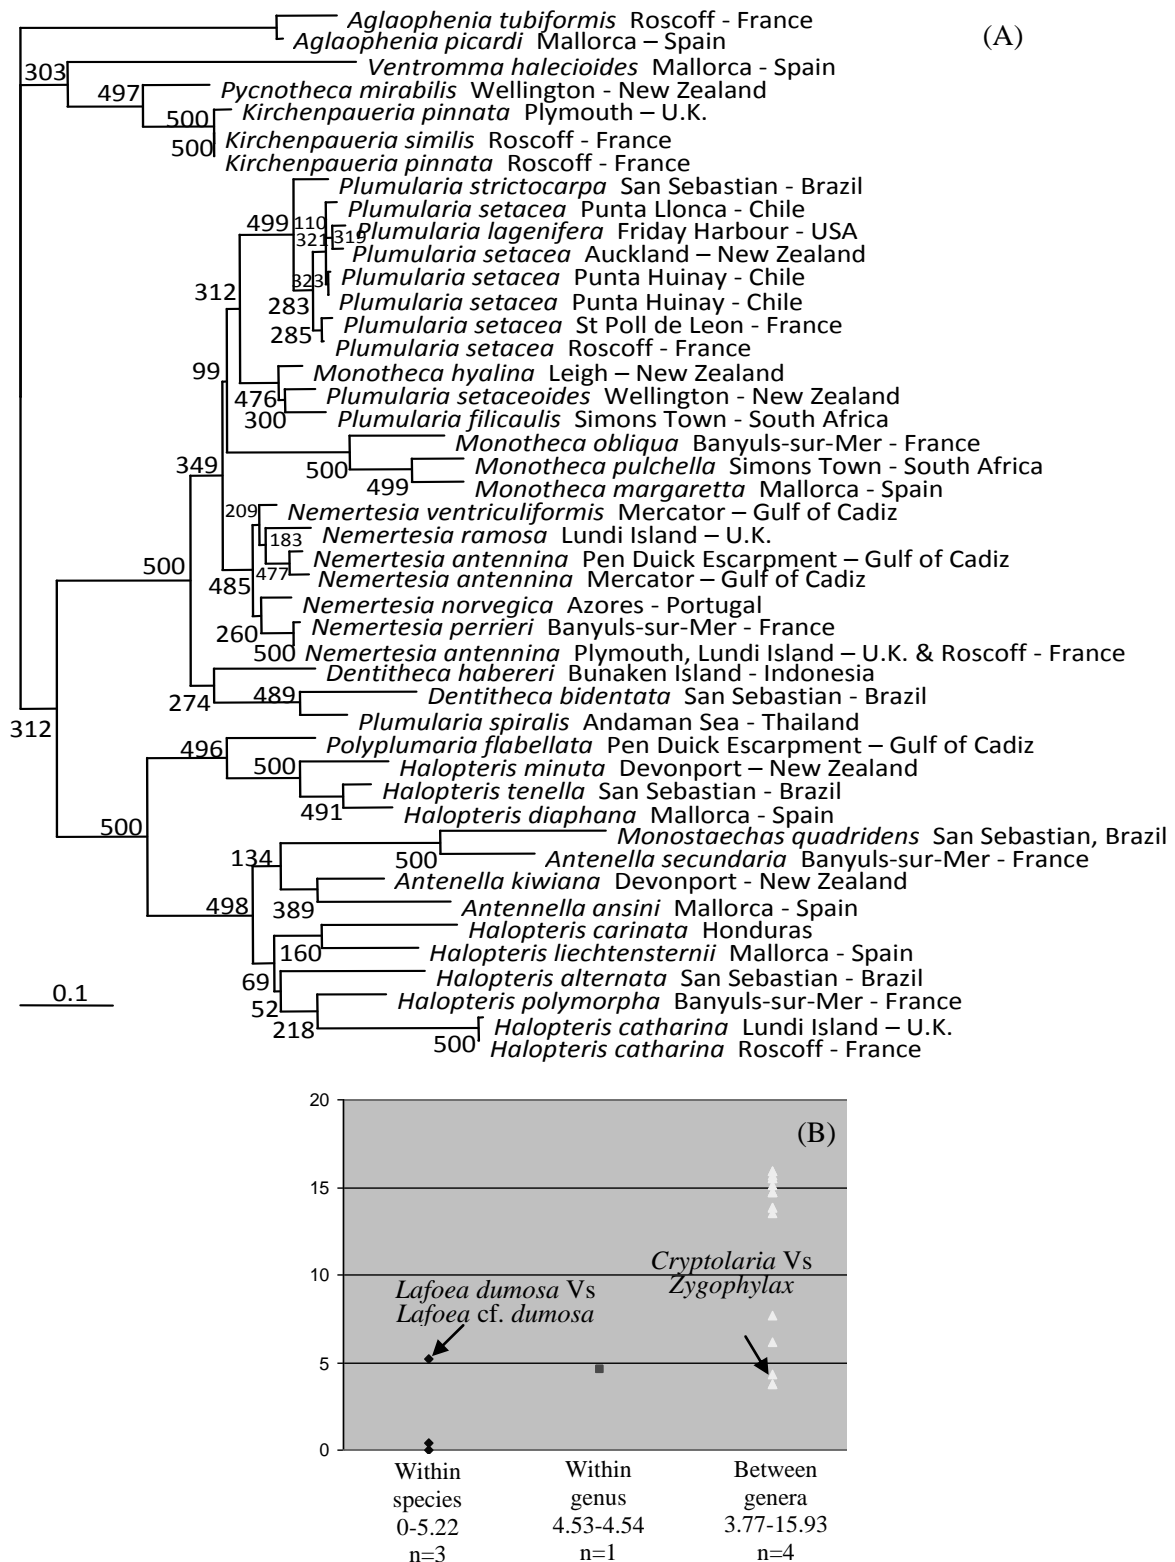 Aglaophenia tubiformis Roscoff - France
(A)
Aglaophenia picardi Mallorca – Spain
303
Ventromma halecioides Mallorca - Spain
497
Pycnotheca mirabilis Wellington - New Zealand
500
Kirchenpaueria pinnata Plymouth – U.K.
500
Kirchenpaueria similis Roscoff - France
Kirchenpaueria pinnata Roscoff - France
Plumularia strictocarpa San Sebastian - Brazil
Plumularia setacea Punta Llonca - Chile
499
110
321
319
Plumularia lagenifera Friday Harbour - USA
Plumularia setacea Auckland – New Zealand
323
Plumularia setacea Punta Huinay - Chile
312
283
Plumularia setacea Punta Huinay - Chile
285
Plumularia setacea St Poll de Leon - France
Plumularia setacea Roscoff - France
99
Monotheca hyalina Leigh – New Zealand
476
Plumularia setaceoides Wellington - New Zealand
300
Plumularia filicaulis Simons Town - South Africa
Monotheca obliqua Banyuls-sur-Mer - France
349
500
Monotheca pulchella Simons Town - South Africa
499
Monotheca margaretta Mallorca - Spain
209
Nemertesia ventriculiformis Mercator – Gulf of Cadiz
183
Nemertesia ramosa Lundi Island – U.K.
500
Nemertesia antennina Pen Duick Escarpment – Gulf of Cadiz
485
477
Nemertesia antennina Mercator – Gulf of Cadiz
Nemertesia norvegica Azores - Portugal
260
Nemertesia perrieri Banyuls-sur-Mer - France
500
Nemertesia antennina Plymouth, Lundi Island – U.K. & Roscoff - France
Dentitheca habereri Bunaken Island - Indonesia
274
489
Dentitheca bidentata San Sebastian - Brazil
312
Plumularia spiralis Andaman Sea - Thailand
496
Polyplumaria flabellata Pen Duick Escarpment – Gulf of Cadiz
500
Halopteris minuta Devonport – New Zealand
Halopteris tenella San Sebastian - Brazil
491
Halopteris diaphana Mallorca - Spain
500
Monostaechas quadridens San Sebastian, Brazil
134
500
Antenella secundaria Banyuls-sur-Mer - France
Antenella kiwiana Devonport - New Zealand
498
389
Antennella ansini Mallorca - Spain
Halopteris carinata Honduras
160
Halopteris liechtensternii Mallorca - Spain
69
Halopteris alternata San Sebastian - Brazil
0.1
52
Halopteris polymorpha Banyuls-sur-Mer - France
218
Halopteris catharina Lundi Island – U.K.
500
Halopteris catharina Roscoff - France
20
(B)
15
10
Cryptolaria Vs
Zygophylax
Lafoea dumosa Vs
Lafoea cf. dumosa
5
0
Within
species
0-5.22
n=3
Within
genus
4.53-4.54
n=1
Between
genera
3.77-15.93
n=4